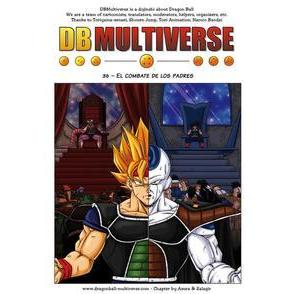 DBMultiverse is a dojinshi about Dragon Ball
We are a team of cartoonists, translators, moderators, helpers, organizers, etc.
Thanks to Toriyama-sensei, Shonen Jump, Toei Animation, Namco Bandai
DB MULTIVERSE
36 - EL COMBATE DE LOS PADRES
www.dragonball-multiverse.com - Chapter by Asura & Salagir